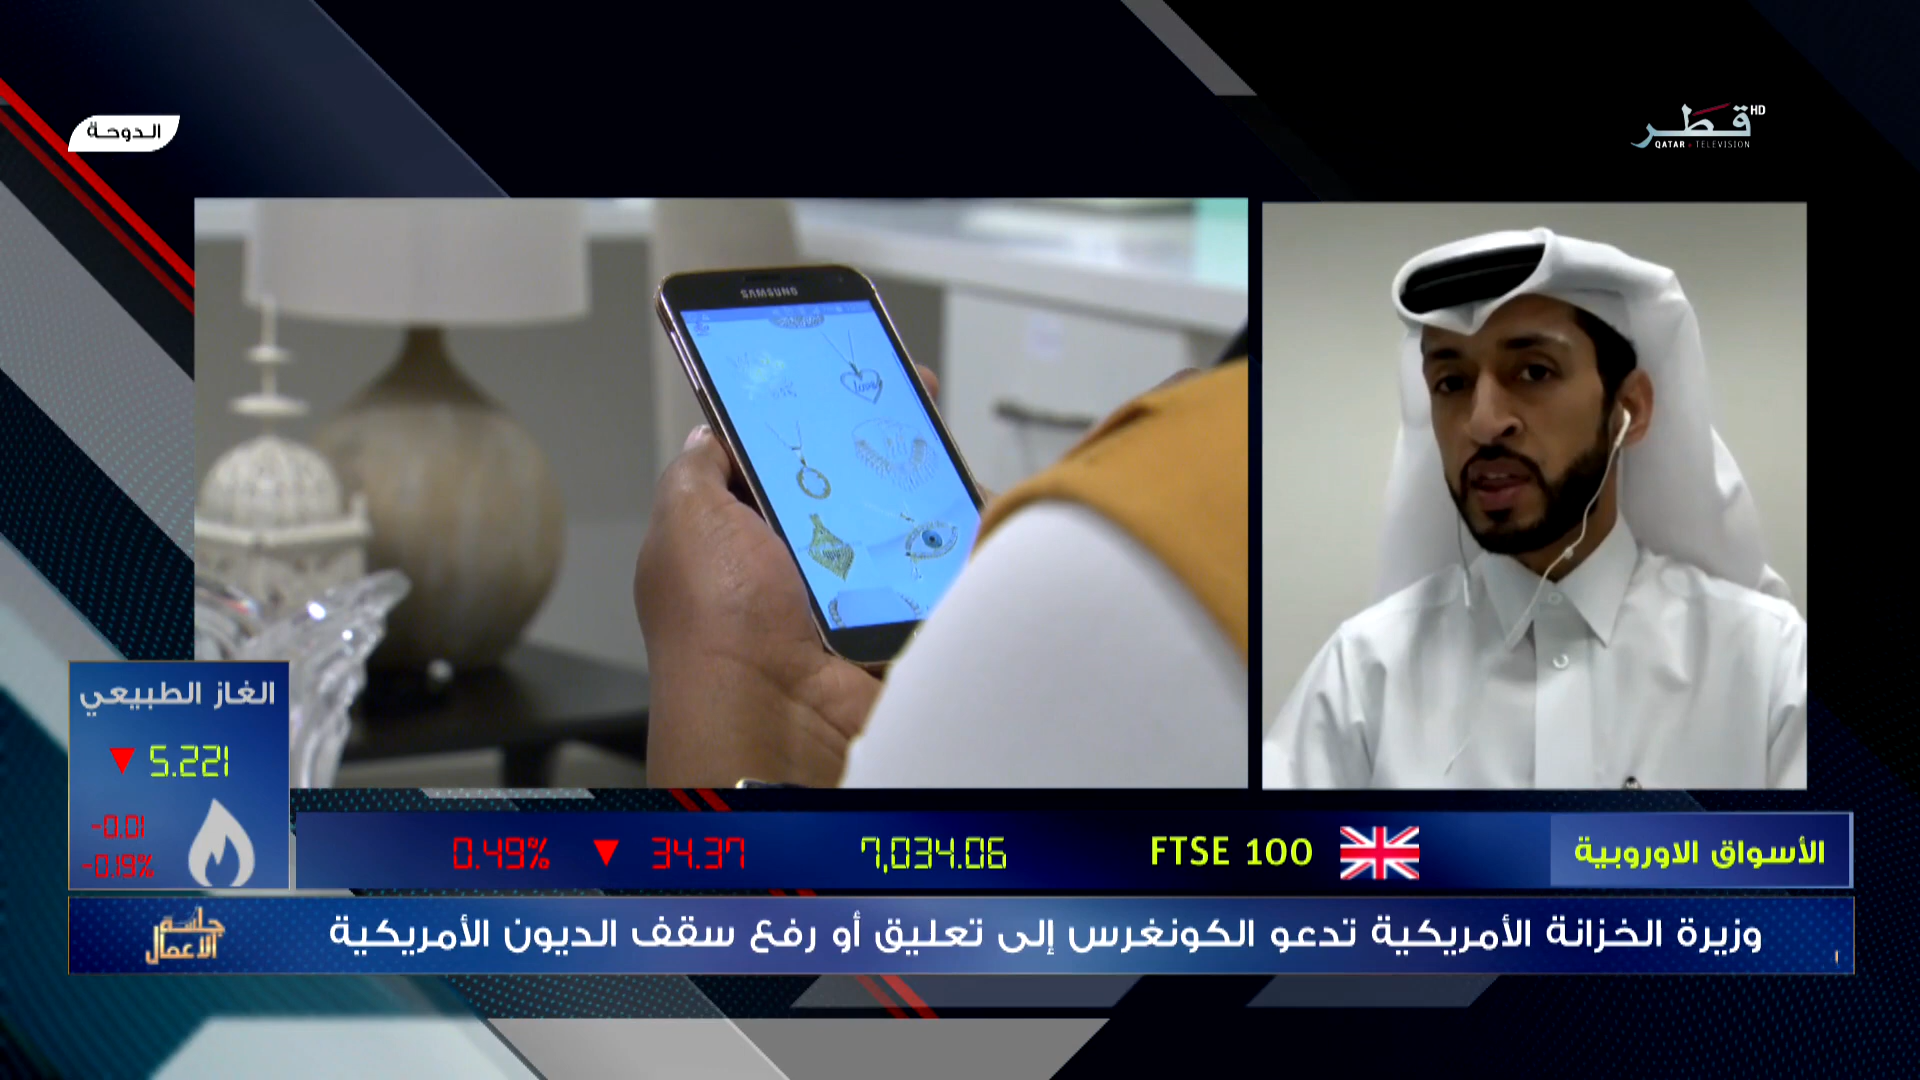 الدوحة
قطر HD
QATAR TELEVISION
SAMSUNG
love
الغاز الطبيعي
▼ 5.221
-0.01
-0.19%
الأسواق الاوروبية
FTSE 100 7,034.06 34.37 ▼ 0.49%
وزيرة الخزانة الأمريكية تدعو الكونغرس إلى تعليق أو رفع سقف الديون الأمريكية
جلسة الاعمال